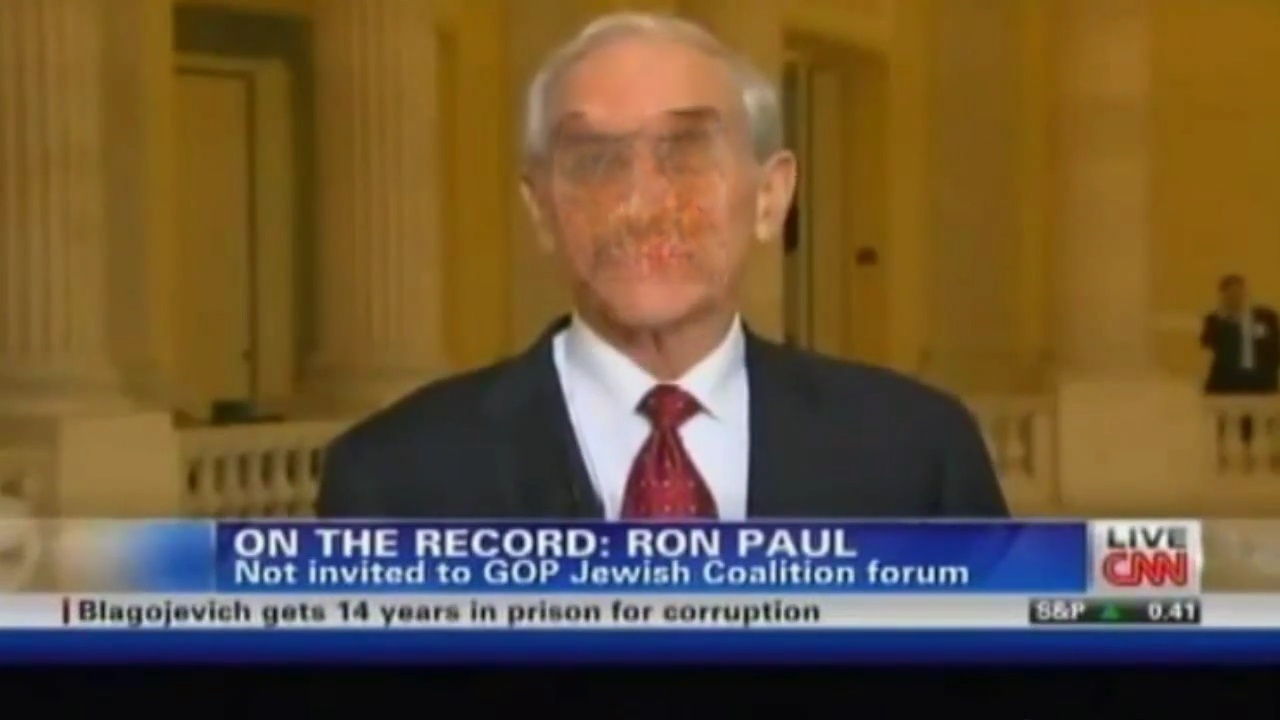 ON THE RECORD: RON PAUL
Not invited to GOP Jewish Coalition forum
LIVE
CNN
Blagojevich gets 14 years in prison for corruption
S&P ▲ 0.41